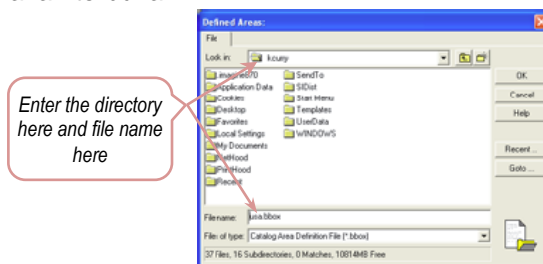 Defined Areas:
File
Look in: kcurry
.imagine870
Application Data
Cookies
Desktop
Favorites
Local Settings
My Documents
NetHood
PrintHood
Recent
SendTo
SIDist
Start Menu
Templates
UserData
WINDOWS
OK
Cancel
Help
Recent ...
Goto ...
Enter the directory
here and file name
here
Filename: usa.bbox
Files of type: Catalog Area Definition File (*.bbox)
37 Files, 16 Subdirectories, 0 Matches, 10814MB Free